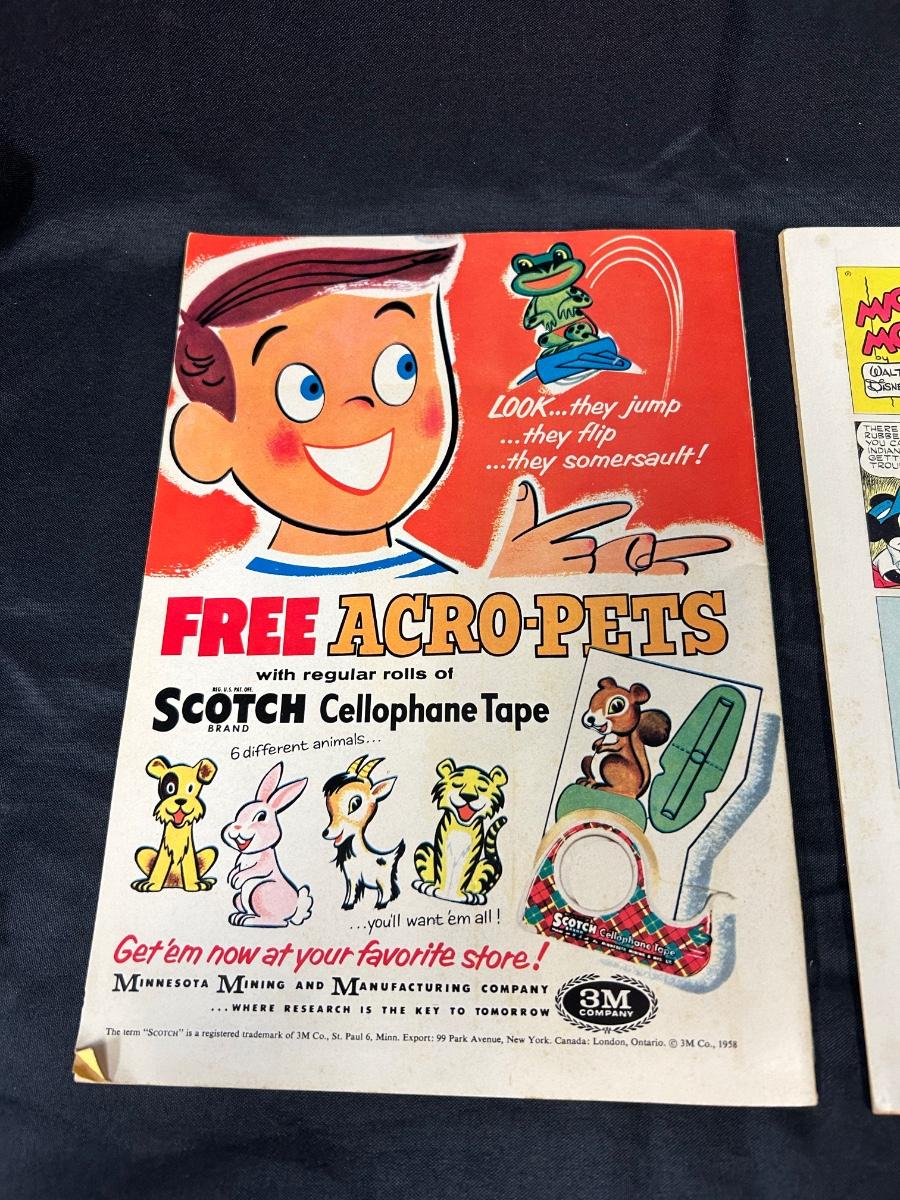 LOOK...they jump
...they flip
...they somersault!
FREE ACRO-PETS
with regular rolls of
REG. U.S. PAT. OFF.
SCOTCH Cellophane Tape
BRAND
6 different animals...
...you'll want 'em all!
SCOTCH Cellophane Tape
BRAND
Get 'em now at your favorite store!
MINNESOTA MINING AND MANUFACTURING COMPANY
...WHERE RESEARCH IS THE KEY TO TOMORROW
3M
COMPANY
The term "SCOTCH" is a registered trademark of 3M Co., St. Paul 6, Minn. Export: 99 Park Avenue, New York. Canada: London, Ontario. © 3M Co., 1958
by
THERE